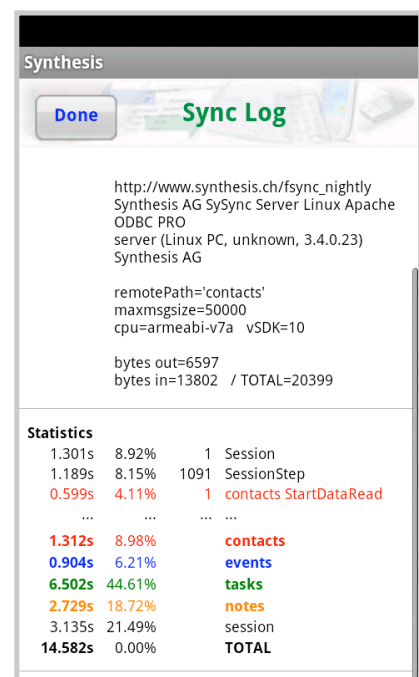 Synthesis
Done
Sync Log
http://www.synthesis.ch/fsync_nightly
Synthesis AG SySync Server Linux Apache
ODBC PRO
server (Linux PC, unknown, 3.4.0.23)
Synthesis AG
remotePath='contacts'
maxmsgsize=50000
cpu=armeabi-v7a vSDK=10
bytes out=6597
bytes in=13802 / TOTAL=20399
Statistics
1.301s 8.92% 1 Session
1.189s 8.15% 1091 SessionStep
0.599s 4.11% 1 contacts StartDataRead
... ... ... ...
1.312s 8.98% contacts
0.904s 6.21% events
6.502s 44.61% tasks
2.729s 18.72% notes
3.135s 21.49% session
14.582s 0.00% TOTAL